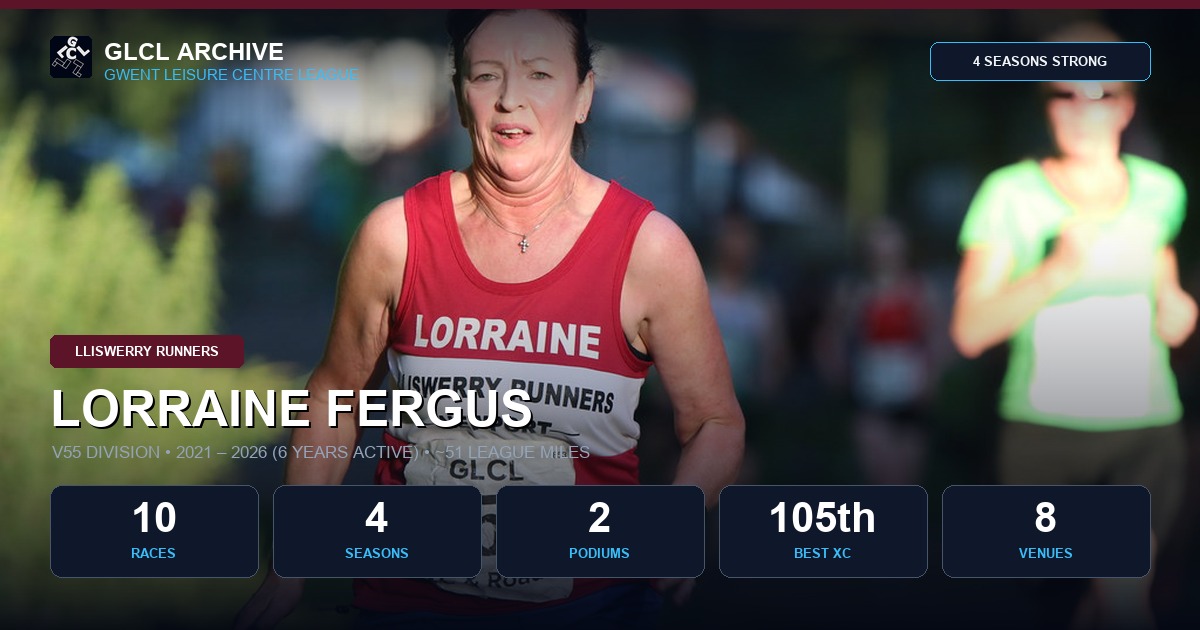 GLCL ARCHIVE
GWENT LEISURE CENTRE LEAGUE
4 SEASONS STRONG
LORRAINE
LLISWERRY RUNNERS
RUNNERS
LORRAINE FERGUS
V55 DIVISION • 2021 – 2026 (6 YEARS ACTIVE) • ~51 LEAGUE MILES
GLCL
10
RACES
4
SEASONS
2
PODIUMS
105th
BEST XC
8
VENUES